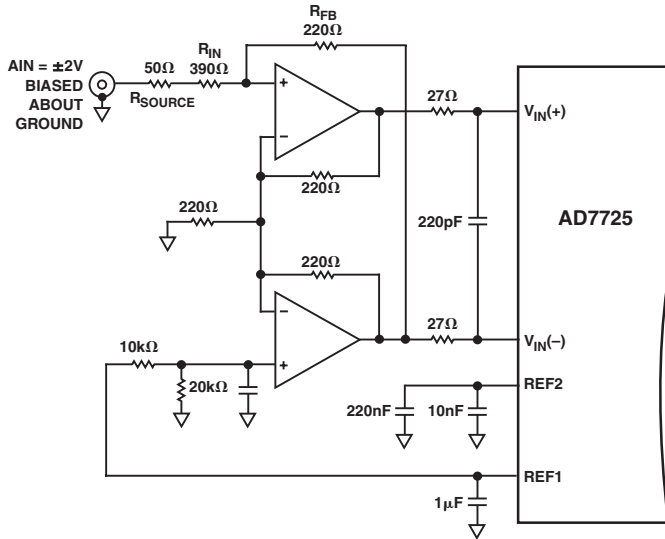 AIN = ±2V
BIASED
ABOUT
GROUND
50Ω
RSOURCE
RIN
390Ω
RFB
220Ω
+
−
220Ω
220Ω
220Ω
−
+
27Ω
220pF
27Ω
10kΩ
20kΩ
220nF
10nF
1μF
VIN(+)
AD7725
VIN(−)
REF2
REF1